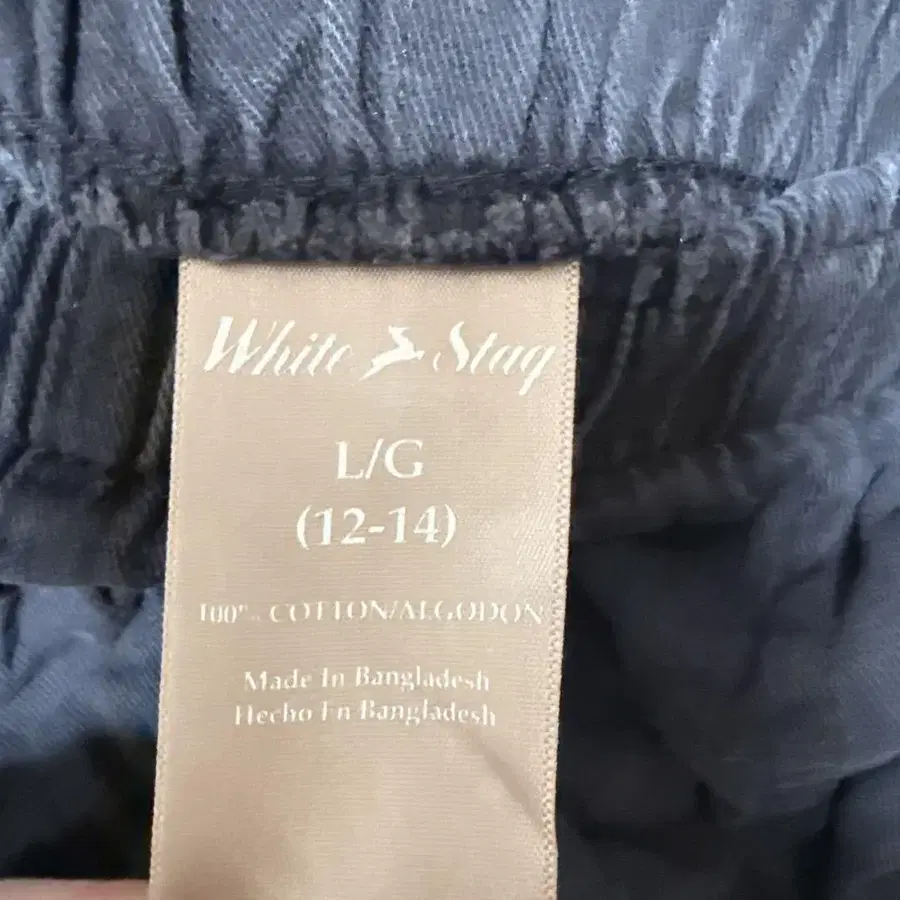 White Stag
L/G
(12-14)
100% COTTON/ALGODON
Made In Bangladesh
Hecho En Bangladesh